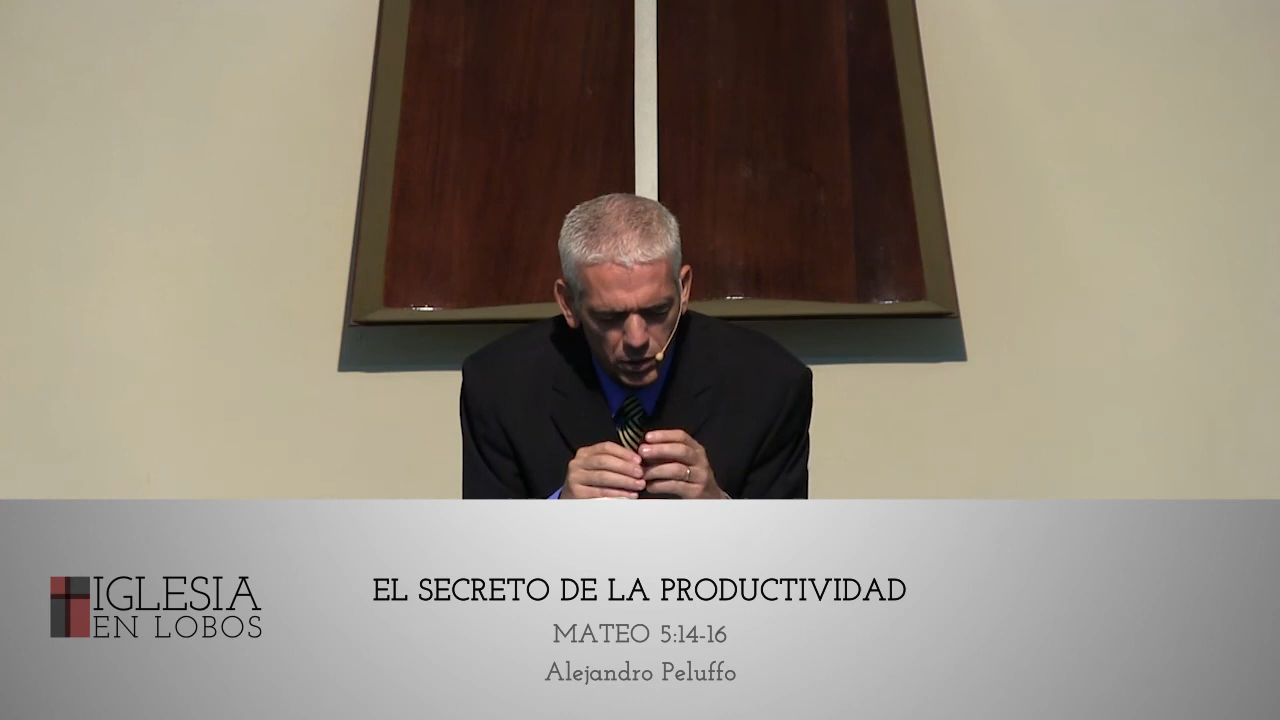 IGLESIA
EN LOBOS
EL SECRETO DE LA PRODUCTIVIDAD
MATEO 5:14-16
Alejandro Peluffo